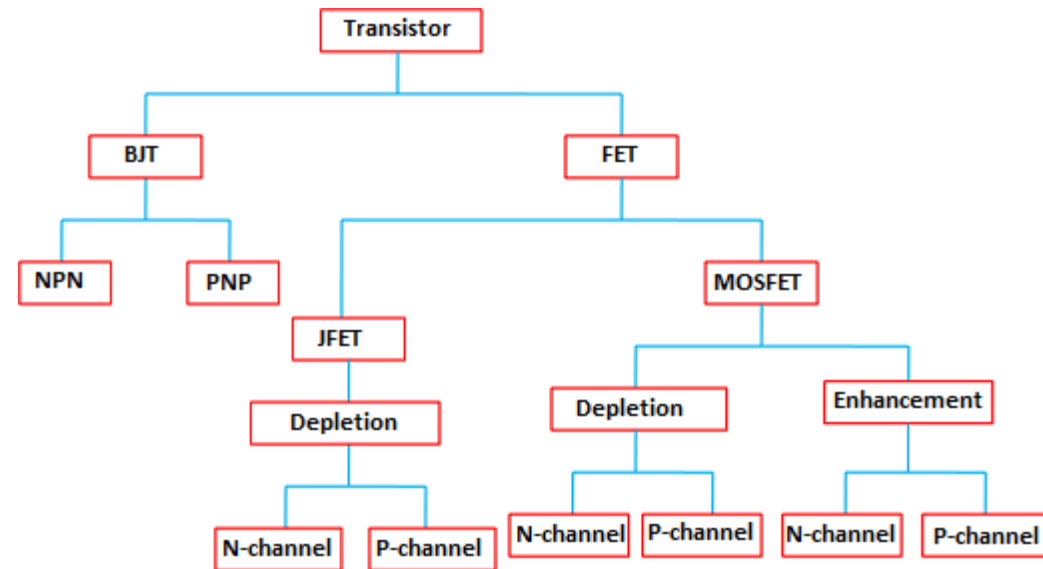 Transistor
BJT
FET
NPN
PNP
MOSFET
JFET
Depletion
Depletion
Enhancement
N-channel
P-channel
N-channel
P-channel
N-channel
P-channel